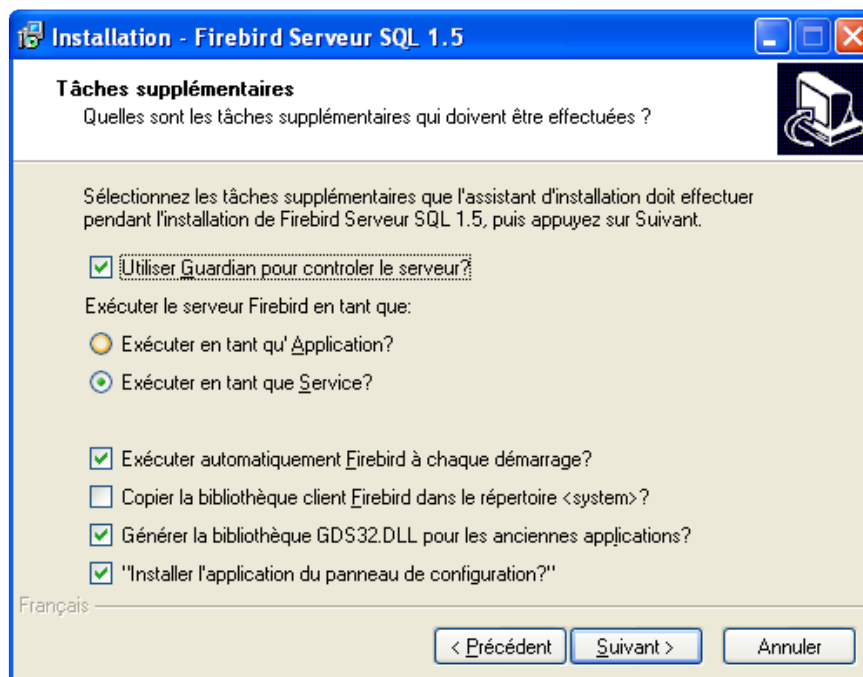 Installation - Firebird Serveur SQL 1.5
Tâches supplémentaires
Quelles sont les tâches supplémentaires qui doivent être effectuées ?
Sélectionnez les tâches supplémentaires que l'assistant d'installation doit effectuer
pendant l'installation de Firebird Serveur SQL 1.5, puis appuyez sur Suivant.
Utiliser Guardian pour controler le serveur?
Exécuter le serveur Firebird en tant que:
Exécuter en tant qu' Application?
Exécuter en tant que Service?
Exécuter automatiquement Firebird à chaque démarrage?
Copier la bibliothèque client Firebird dans le répertoire <system>?
Générer la bibliothèque GDS32.DLL pour les anciennes applications?
"Installer l'application du panneau de configuration?"
Français
< Précédent Suivant > Annuler